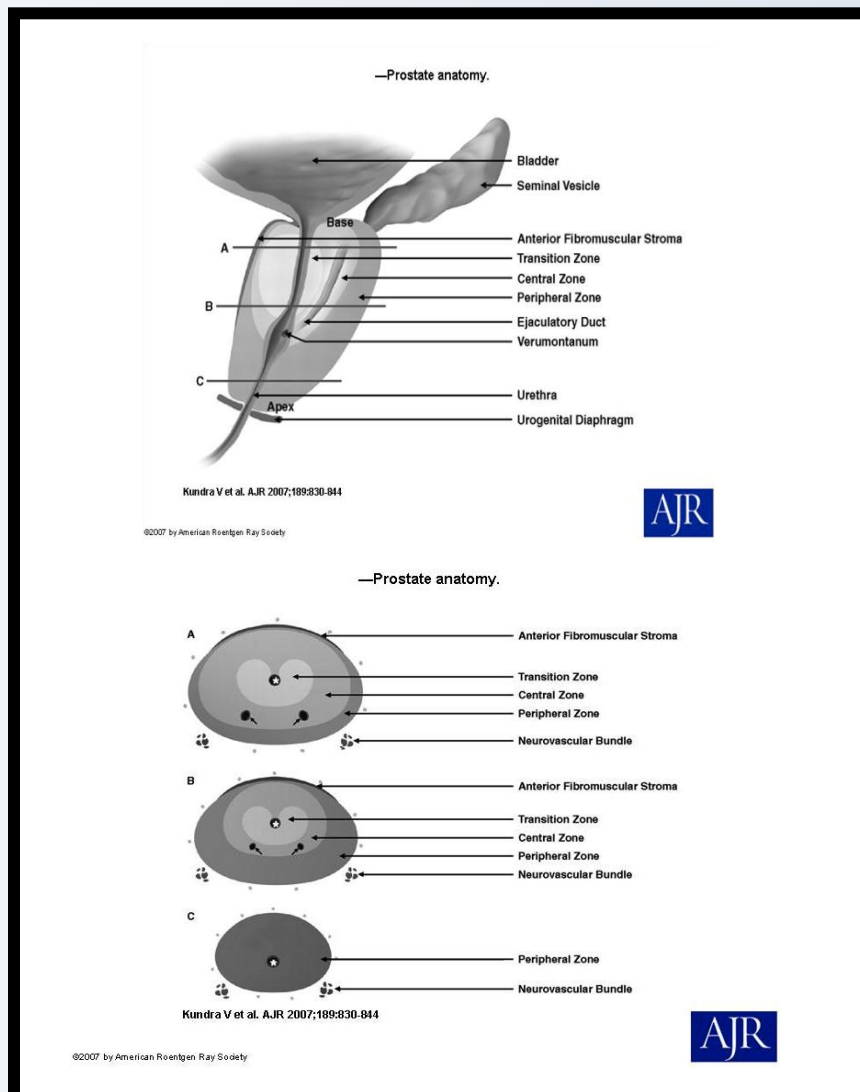 —Prostate anatomy.
Bladder
Seminal Vesicle
Base
Anterior Fibromuscular Stroma
A
Transition Zone
Central Zone
Peripheral Zone
B
Ejaculatory Duct
Verumontanum
C
Urethra
Apex
Urogenital Diaphragm
Kundra V et al. AJR 2007;189:830-844
AJR
©2007 by American Roentgen Ray Society
—Prostate anatomy.
A
Anterior Fibromuscular Stroma
Transition Zone
Central Zone
Peripheral Zone
Neurovascular Bundle
B
Anterior Fibromuscular Stroma
Transition Zone
Central Zone
Peripheral Zone
Neurovascular Bundle
C
Peripheral Zone
Neurovascular Bundle
Kundra V et al. AJR 2007;189:830-844
AJR
©2007 by American Roentgen Ray Society